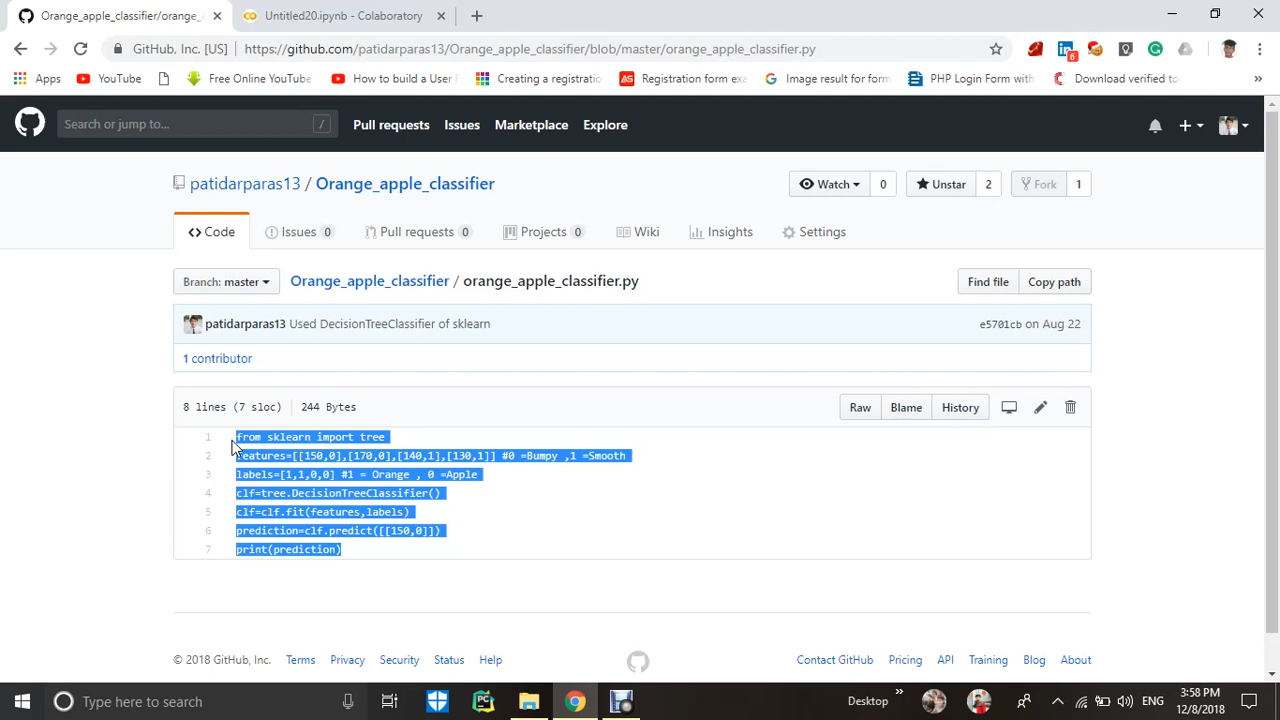 Orange_apple_classifier/orange_a
Untitled20.ipynb - Colaboratory
GitHub, Inc. [US]
https://github.com/patidarparas13/Orange_apple_classifier/blob/master/orange_apple_classifier.py
6
Apps
YouTube
Free Online YouTube
How to build a User
Creating a registratio
Registration form exa
Image result for form
PHP Login Form with
Download verified to
»
Search or jump to...
/
Pull requests
Issues
Marketplace
Explore
patidarparas13 / Orange_apple_classifier
Watch 0
Unstar 2
Fork 1
<> Code
Issues 0
Pull requests 0
Projects 0
Wiki
Insights
Settings
Branch: master
Orange_apple_classifier / orange_apple_classifier.py
Find file
Copy path
patidarparas13 Used DecisionTreeClassifier of sklearn
e5701cb on Aug 22
1 contributor
8 lines (7 sloc)
244 Bytes
Raw
Blame
History
1 from sklearn import tree
2 features=[[150,0],[170,0],[140,1],[130,1]] #0 =Bumpy ,1 =Smooth
3 labels=[1,1,0,0] #1 = Orange , 0 =Apple
4 clf=tree.DecisionTreeClassifier()
5 clf=clf.fit(features,labels)
6 prediction=clf.predict([[150,0]])
7 print(prediction)
© 2018 GitHub, Inc.
Terms
Privacy
Security
Status
Help
Contact GitHub
Pricing
API
Training
Blog
About
Type here to search
Desktop
»
ENG
3:58 PM
12/8/2018